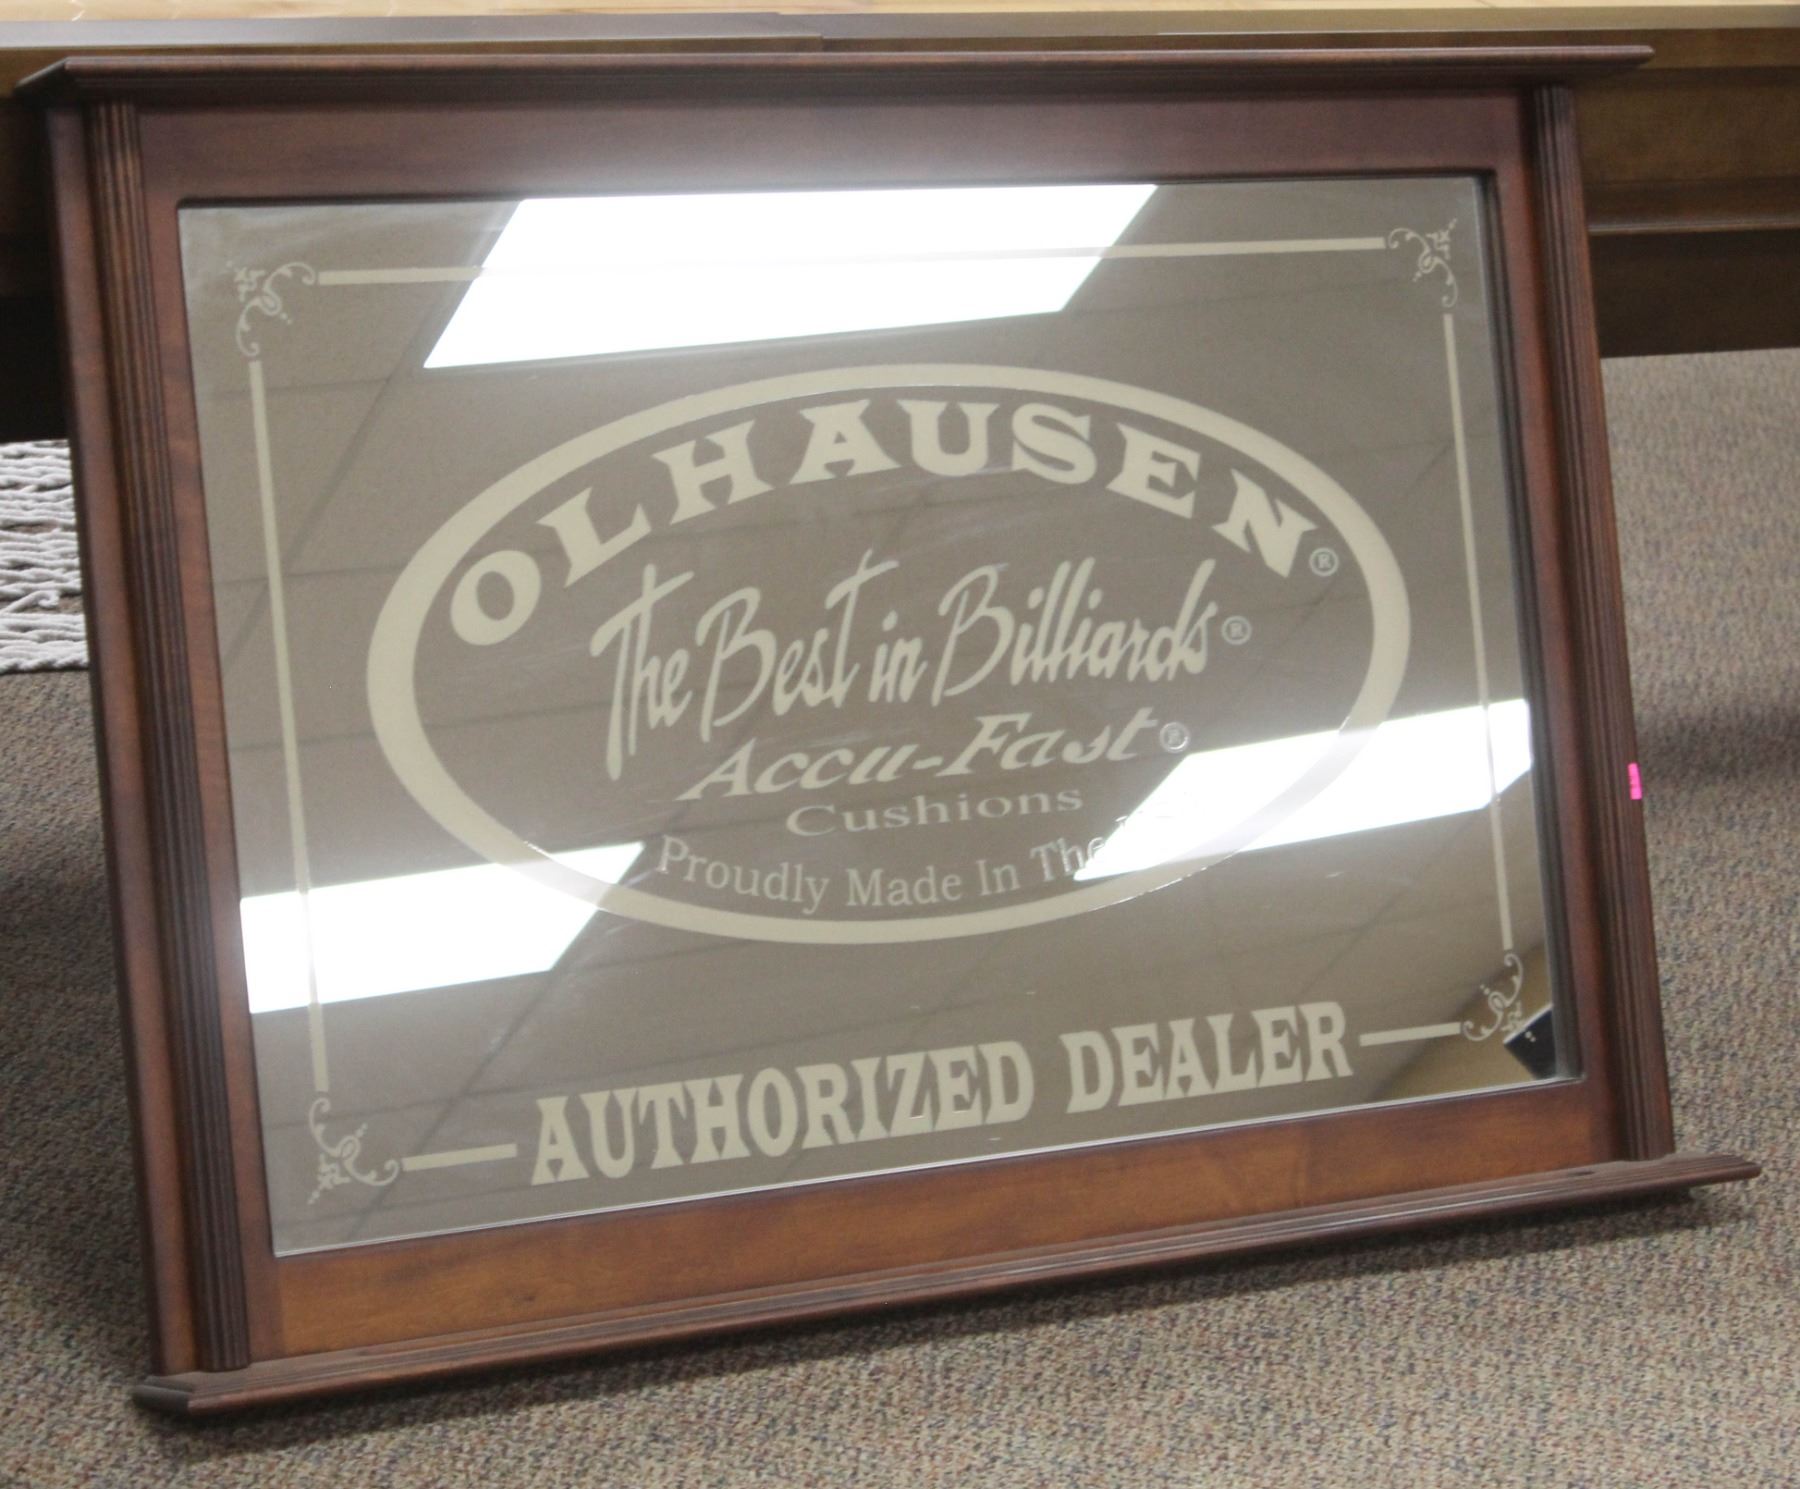 OLHAUSEN®
The Best in Billiards®
Accu-Fast®
Cushions
Proudly Made In The
AUTHORIZED DEALER